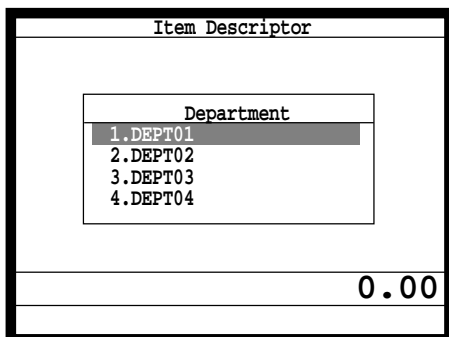 Item Descriptor
Department
1.DEPT01
2.DEPT02
3.DEPT03
4.DEPT04
0.00